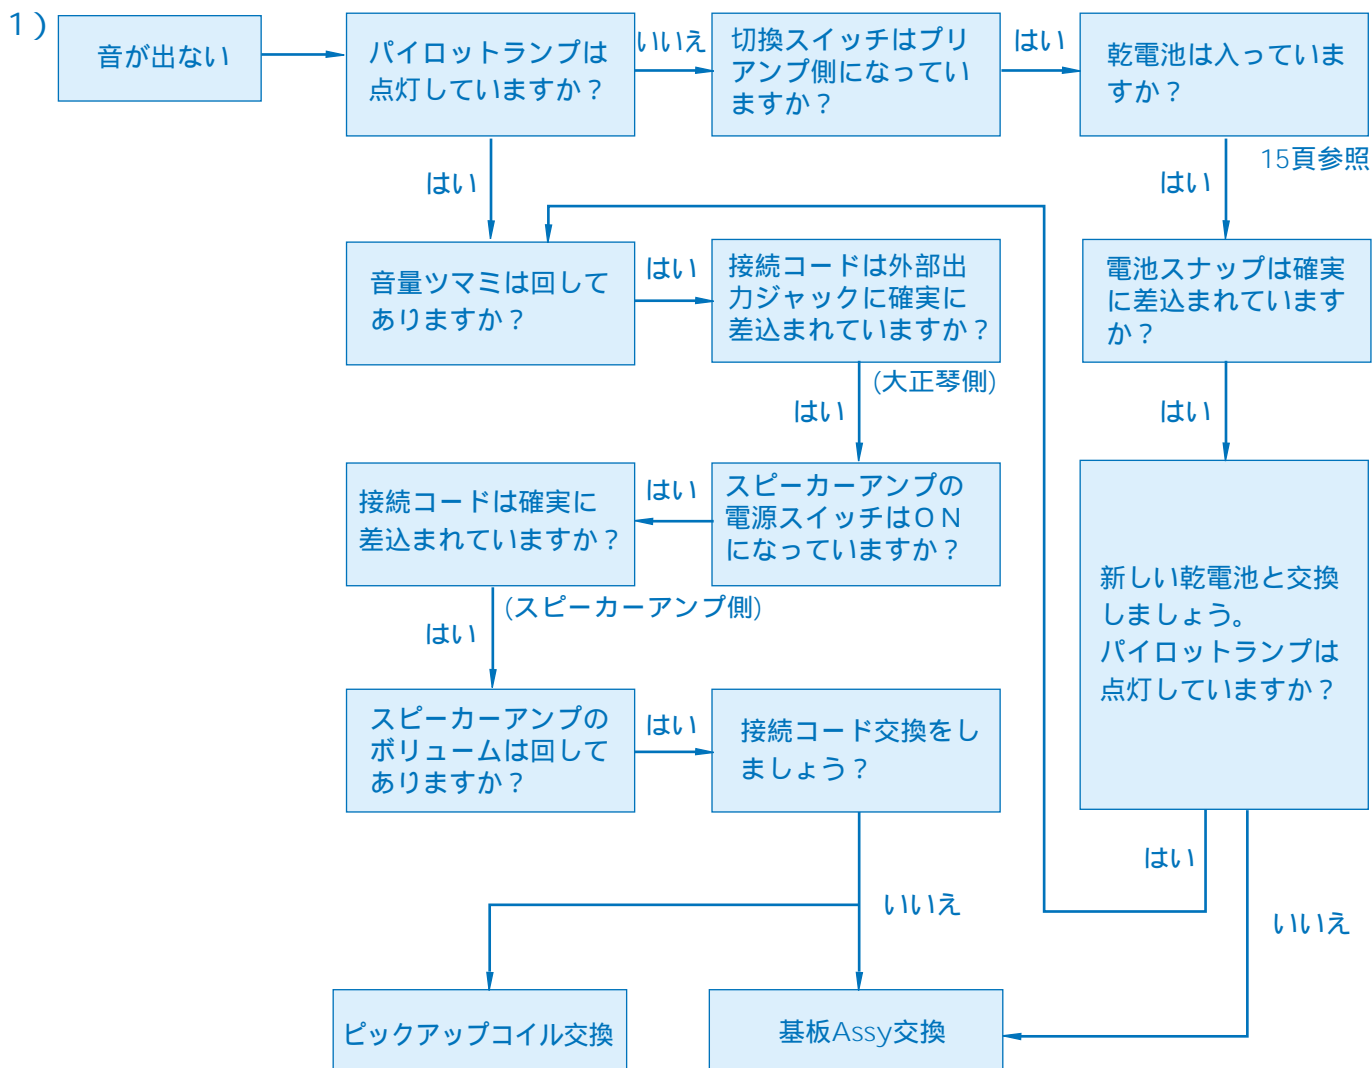 1)
音が出ない
パイロットランプは
点灯していますか？
いいえ
切換スイッチはプリ
アンプ側になってい
ますか？
はい
乾電池は入っていま
すか？
15頁参照
はい
はい
音量ツマミは回して
ありますか？
はい
接続コードは外部出
力ジャックに確実に
差込まれていますか？
(大正琴側)
電池スナップは確実
に差込まれています
か？
はい
はい
接続コードは確実に
差込まれていますか？
はい
スピーカーアンプの
電源スイッチはＯＮ
になっていますか？
新しい乾電池と交換
しましょう。
パイロットランプは
点灯していますか？
(スピーカーアンプ側)
はい
スピーカーアンプの
ボリュームは回して
ありますか？
はい
接続コード交換をし
ましょう？
はい
いいえ
いいえ
ピックアップコイル交換
基板Assy交換